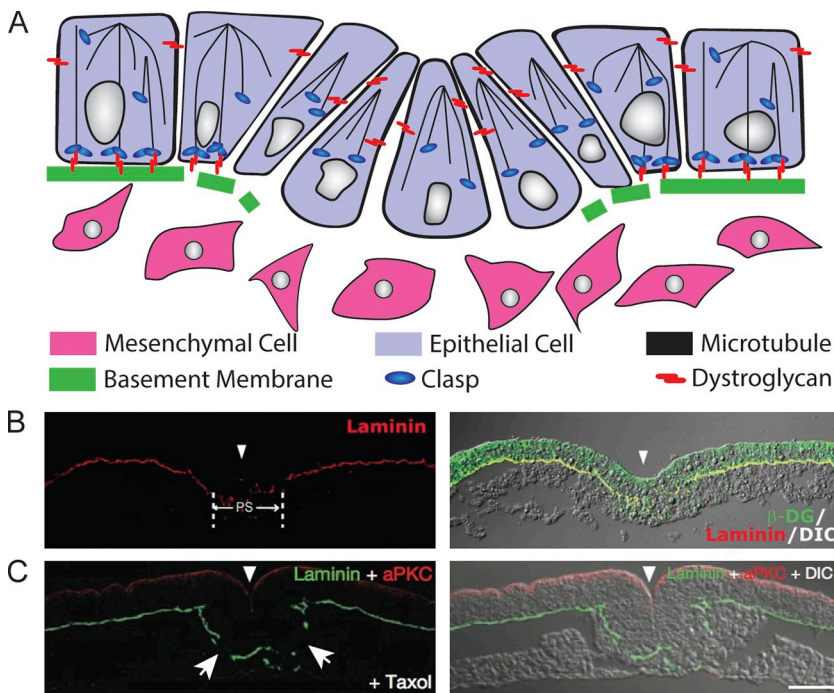 A
Mesenchymal Cell Epithelial Cell Microtubule
Basement Membrane Clasp Dystroglycan
B
Laminin
PS
β-DG/
Laminin/DIC
C
Laminin + aPKC
+ Taxol
Laminin + aPKC + DIC